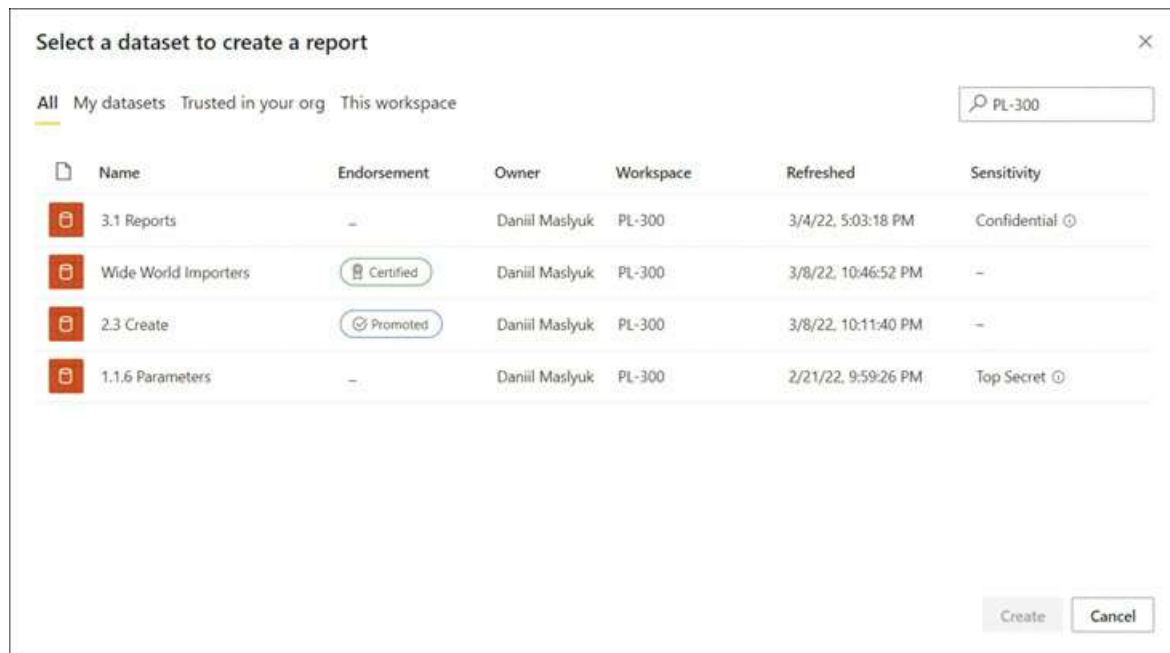 Select a dataset to create a report
All My datasets Trusted in your org This workspace PL-300
Name Endorsement Owner Workspace Refreshed Sensitivity
3.1 Reports – Daniil Maslyuk PL-300 3/4/22, 5:03:18 PM Confidential
Wide World Importers Certified Daniil Maslyuk PL-300 3/8/22, 10:46:52 PM –
2.3 Create Promoted Daniil Maslyuk PL-300 3/8/22, 10:11:40 PM –
1.1.6 Parameters – Daniil Maslyuk PL-300 2/21/22, 9:59:26 PM Top Secret
Create Cancel